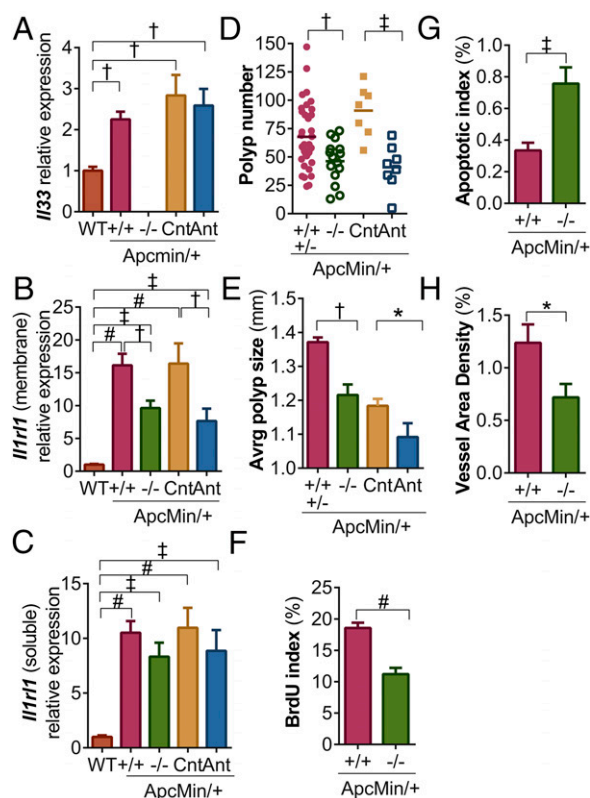 A
Il33 relative expression
4
3
2
1
0
†
†
†
WT +/+ -/- Cnt Ant
Apcmin/+
B
Il1rl1 (membrane)
relative expression
25
20
15
10
5
0
‡
#
‡
†
#
†
WT +/+ -/- Cnt Ant
ApcMin/+
C
Il1rl1 (soluble)
relative expression
15
10
5
0
‡
#
‡
#
WT +/+ -/- Cnt Ant
ApcMin/+
D
Polyp number
150
125
100
75
50
25
0
†
‡
+/+ -/- Cnt Ant
+/-
ApcMin/+
E
Avrg polyp size (mm)
1.4
1.3
1.2
1.1
1.0
†
*
+/+ -/- Cnt Ant
+/-
ApcMin/+
F
BrdU index (%)
25
20
15
10
5
0
#
+/+ -/-
ApcMin/+
G
Apoptotic index (%)
1.0
0.8
0.6
0.4
0.2
0.0
‡
+/+ -/-
ApcMin/+
H
Vessel Area Density (%)
1.5
1.0
0.5
0.0
*
+/+ -/-
ApcMin/+